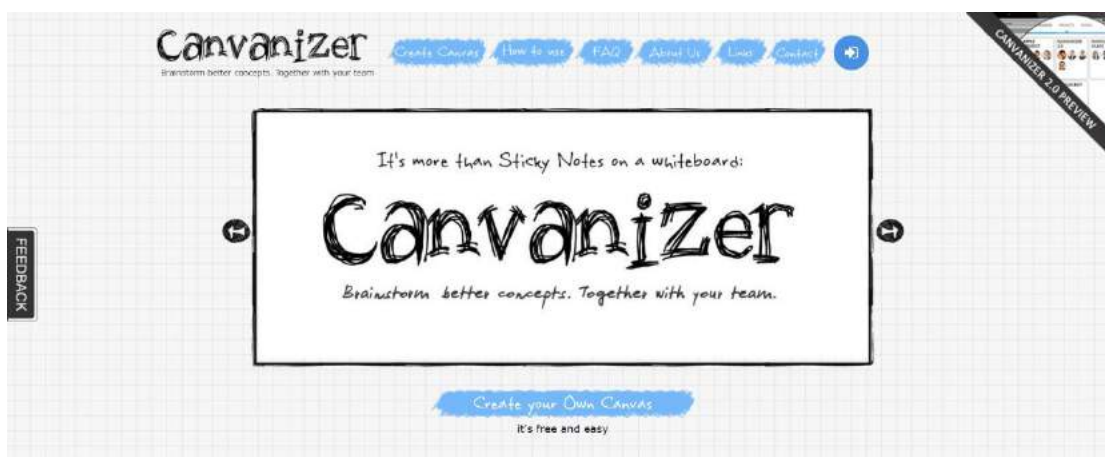 Canvanizer
Brainstorm better concepts. Together with your team
Create Canvas How to use FAQ About Us Links Contact
CANVANIZER 2.0 PREVIEW
It's more than Sticky Notes on a whiteboard:
Canvanizer
Brainstorm better concepts. Together with your team.
FEEDBACK
Create your Own Canvas
it's free and easy